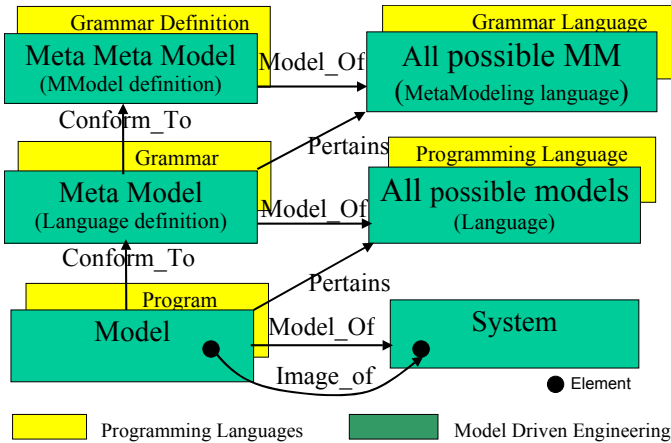 Grammar Definition
Grammar Language
Meta Meta Model
(MModel definition)
Model_Of
All possible MM
(MetaModeling language)
Conform_To
Pertains
Grammar
Programming Language
Meta Model
(Language definition)
Model_Of
All possible models
(Language)
Conform_To
Pertains
Program
Model
Model_Of
System
Image_of
Element
Programming Languages
Model Driven Engineering